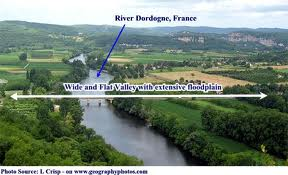 River Dordogne, France
Wide and Flat Valley with extensive floodplain
Photo Source: I. Crisp - on www.geographyphotos.com